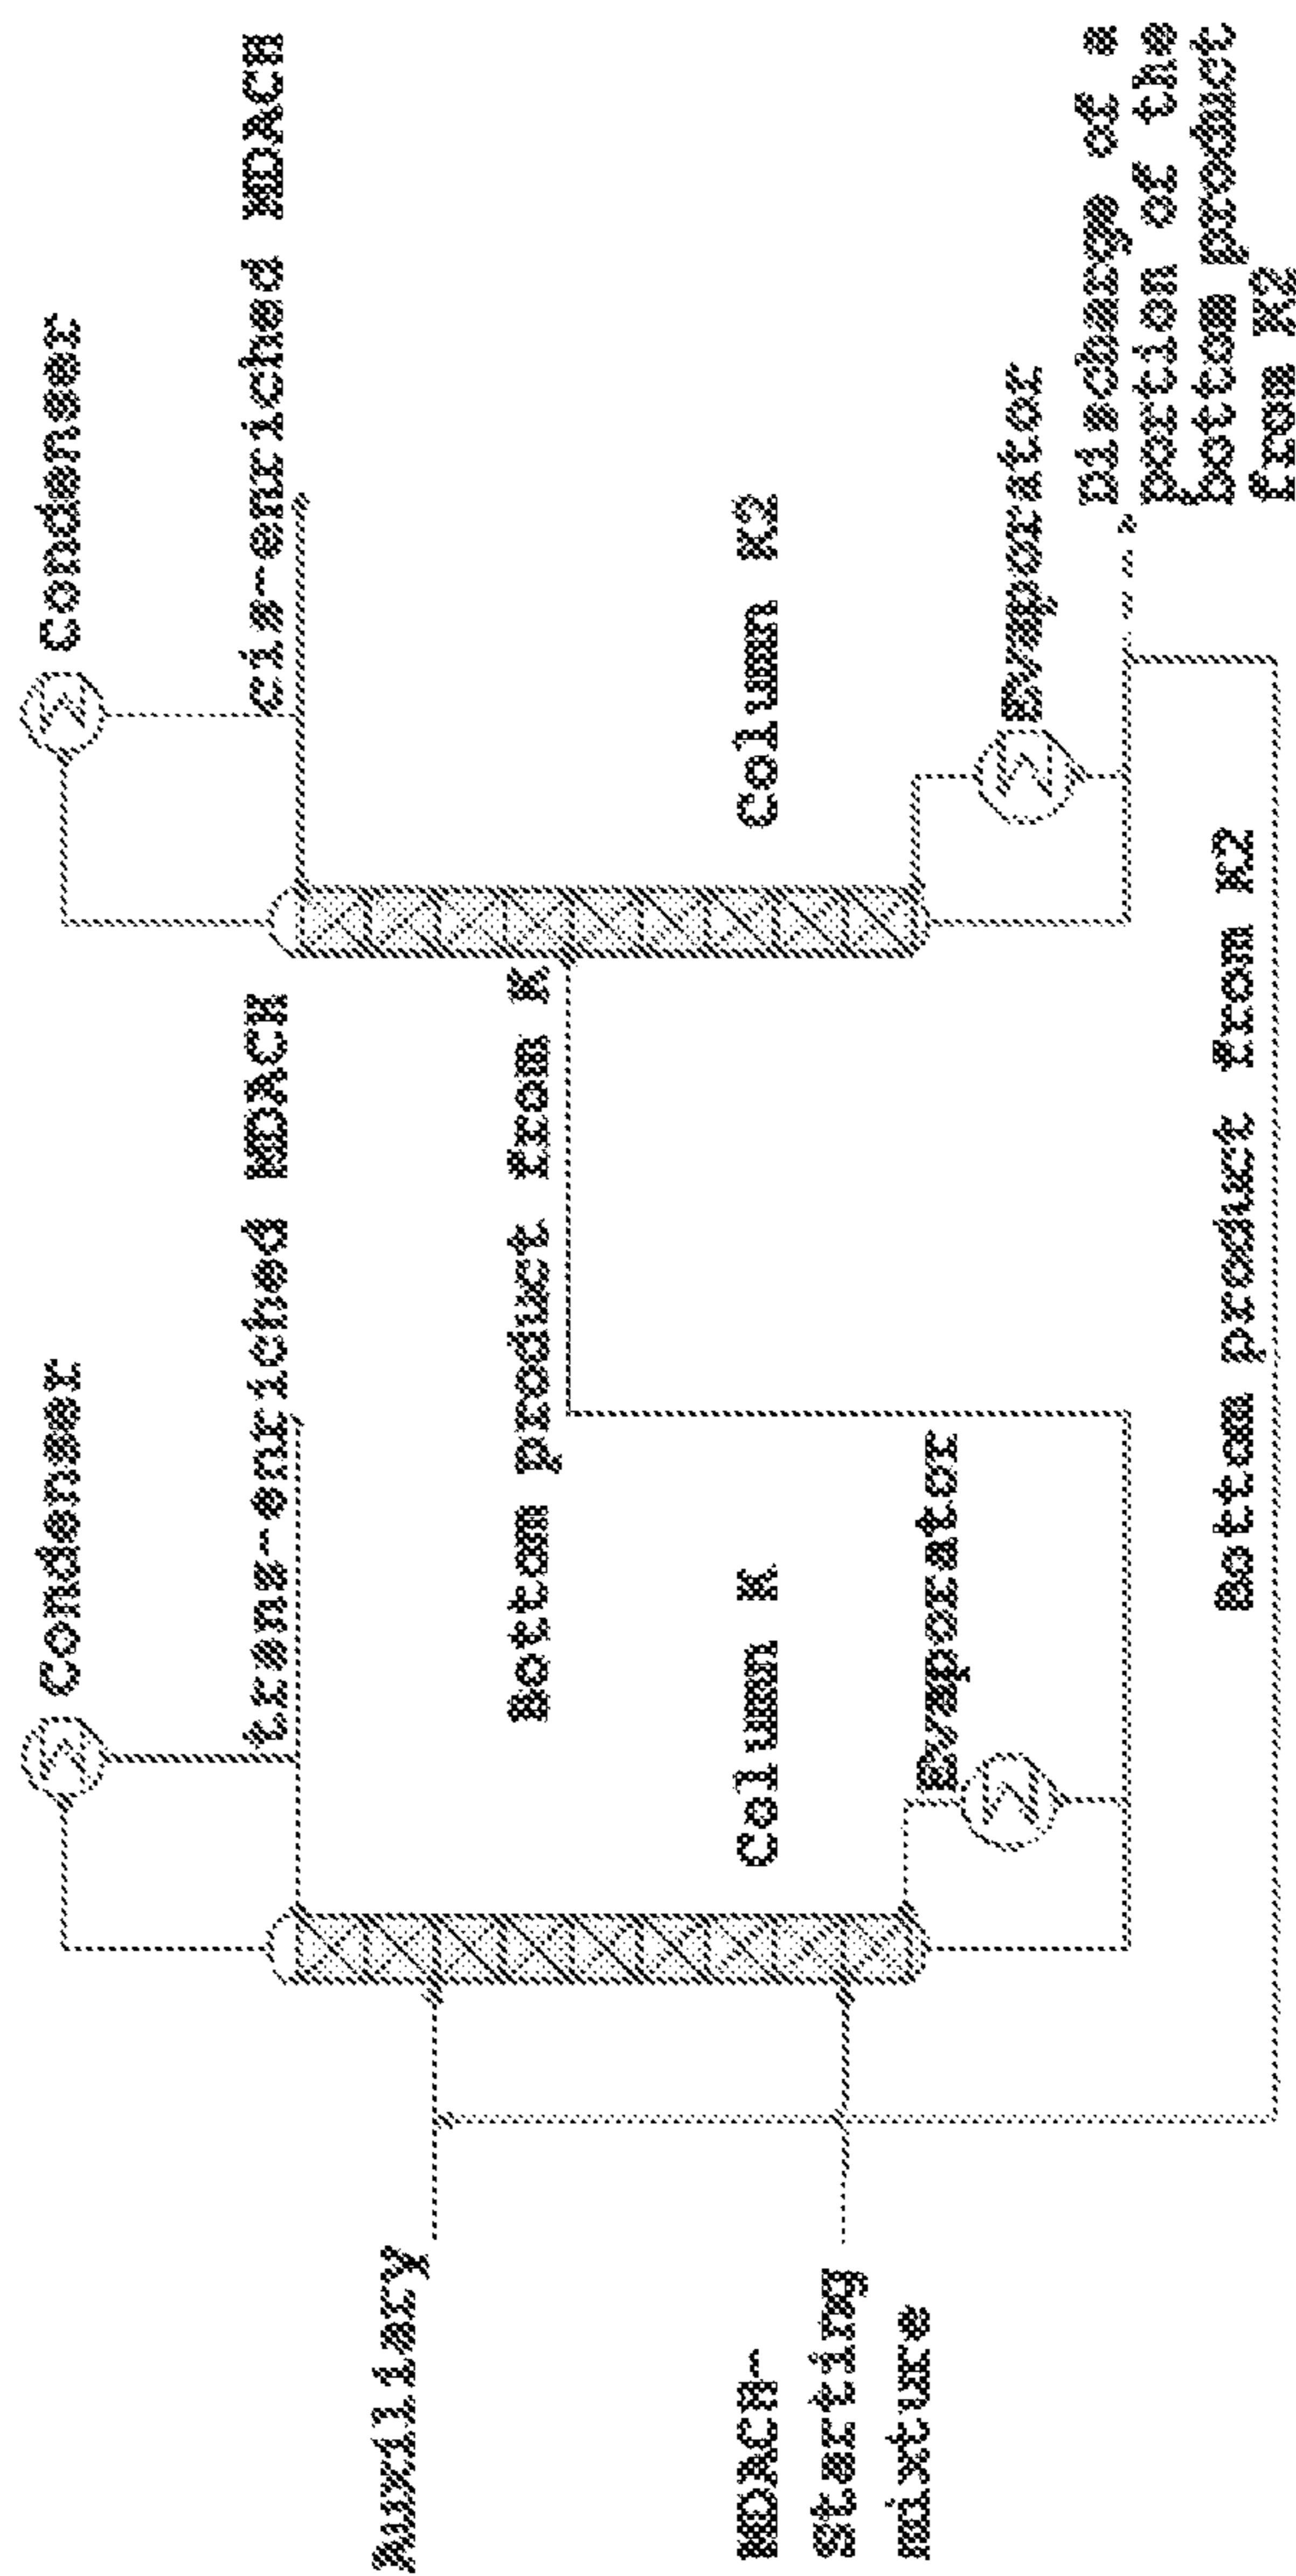 Condenser
Condenser
trans-enriched MDACH
cis-enriched MDACH
Auxiliary
Bottom product from K
MDACH-
Starting
mixture
Column K
Column K2
Evaporator
Evaporator
Discharge of a
portion of the
bottom product
from K2
Bottom product from K2